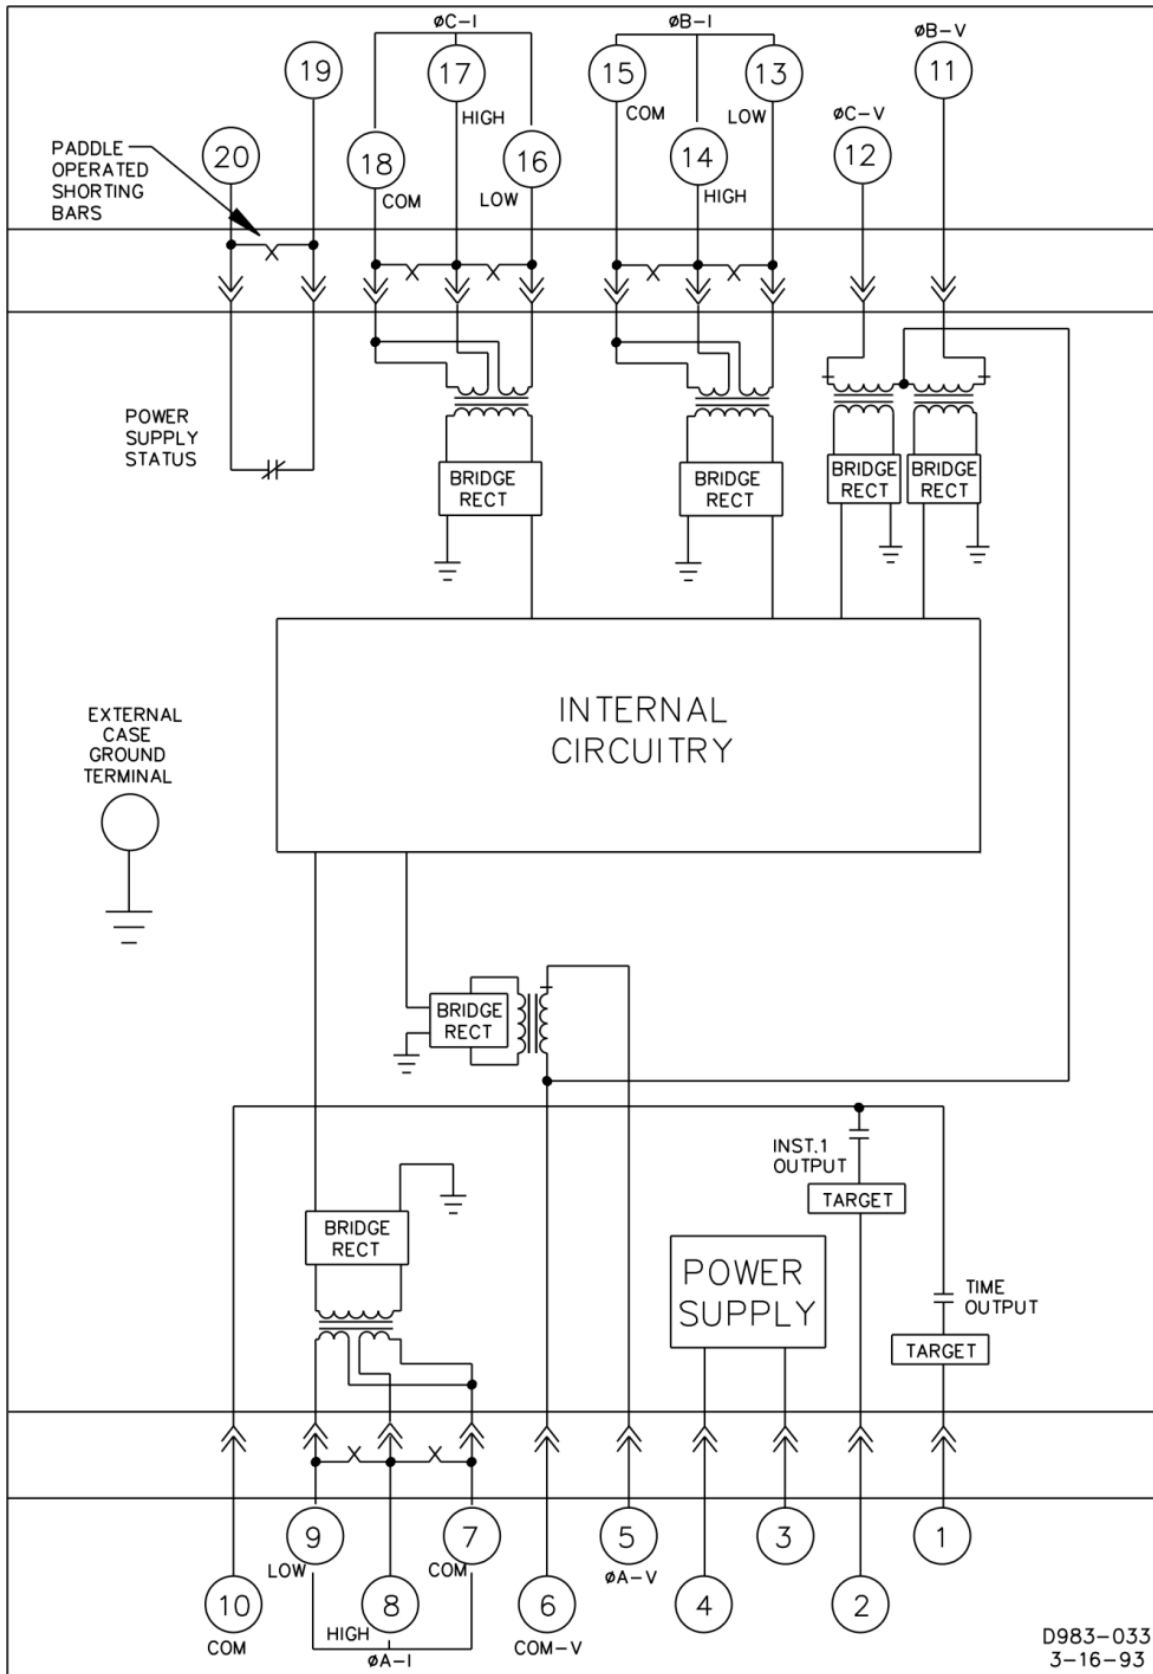 øC-I
øB-I
øB-V
19
17
15
13
11
HIGH
COM
LOW
øC-V
PADDLE
OPERATED
SHORTING
BARS
20
18
16
14
12
COM
LOW
HIGH
POWER
SUPPLY
STATUS
BRIDGE
RECT
BRIDGE
RECT
BRIDGE
RECT
BRIDGE
RECT
INTERNAL
CIRCUITRY
EXTERNAL
CASE
GROUND
TERMINAL
BRIDGE
RECT
INST.1
OUTPUT
TARGET
BRIDGE
RECT
POWER
SUPPLY
TIME
OUTPUT
TARGET
9
7
5
3
1
LOW
COM
øA-V
10
8
6
4
2
COM
HIGH
COM-V
øA-I
D983-033
3-16-93